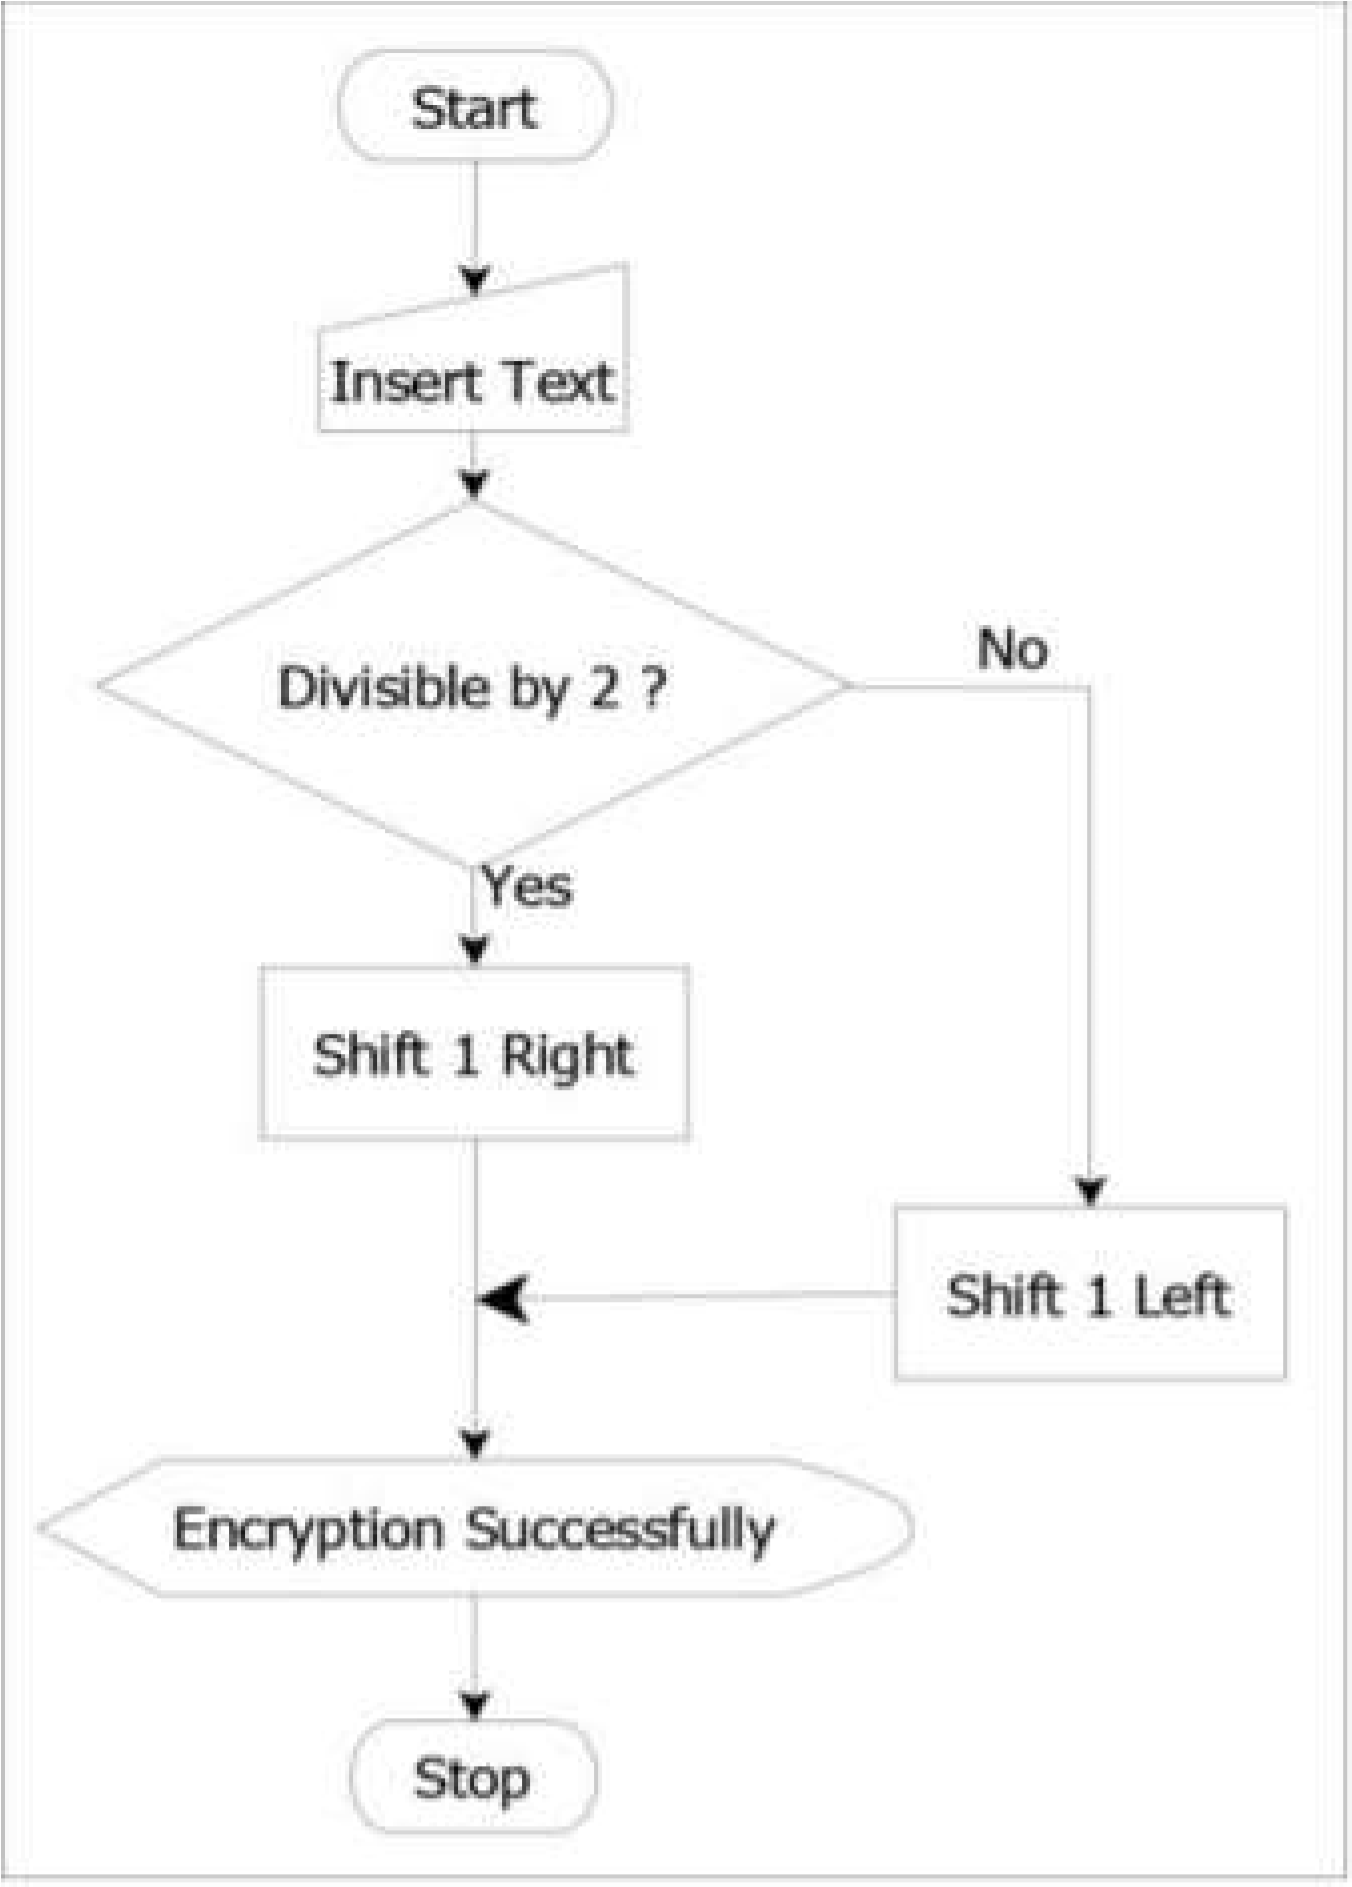 Start
Insert Text
Divisible by 2 ?
No
Yes
Shift 1 Right
Shift 1 Left
Encryption Successfully
Stop